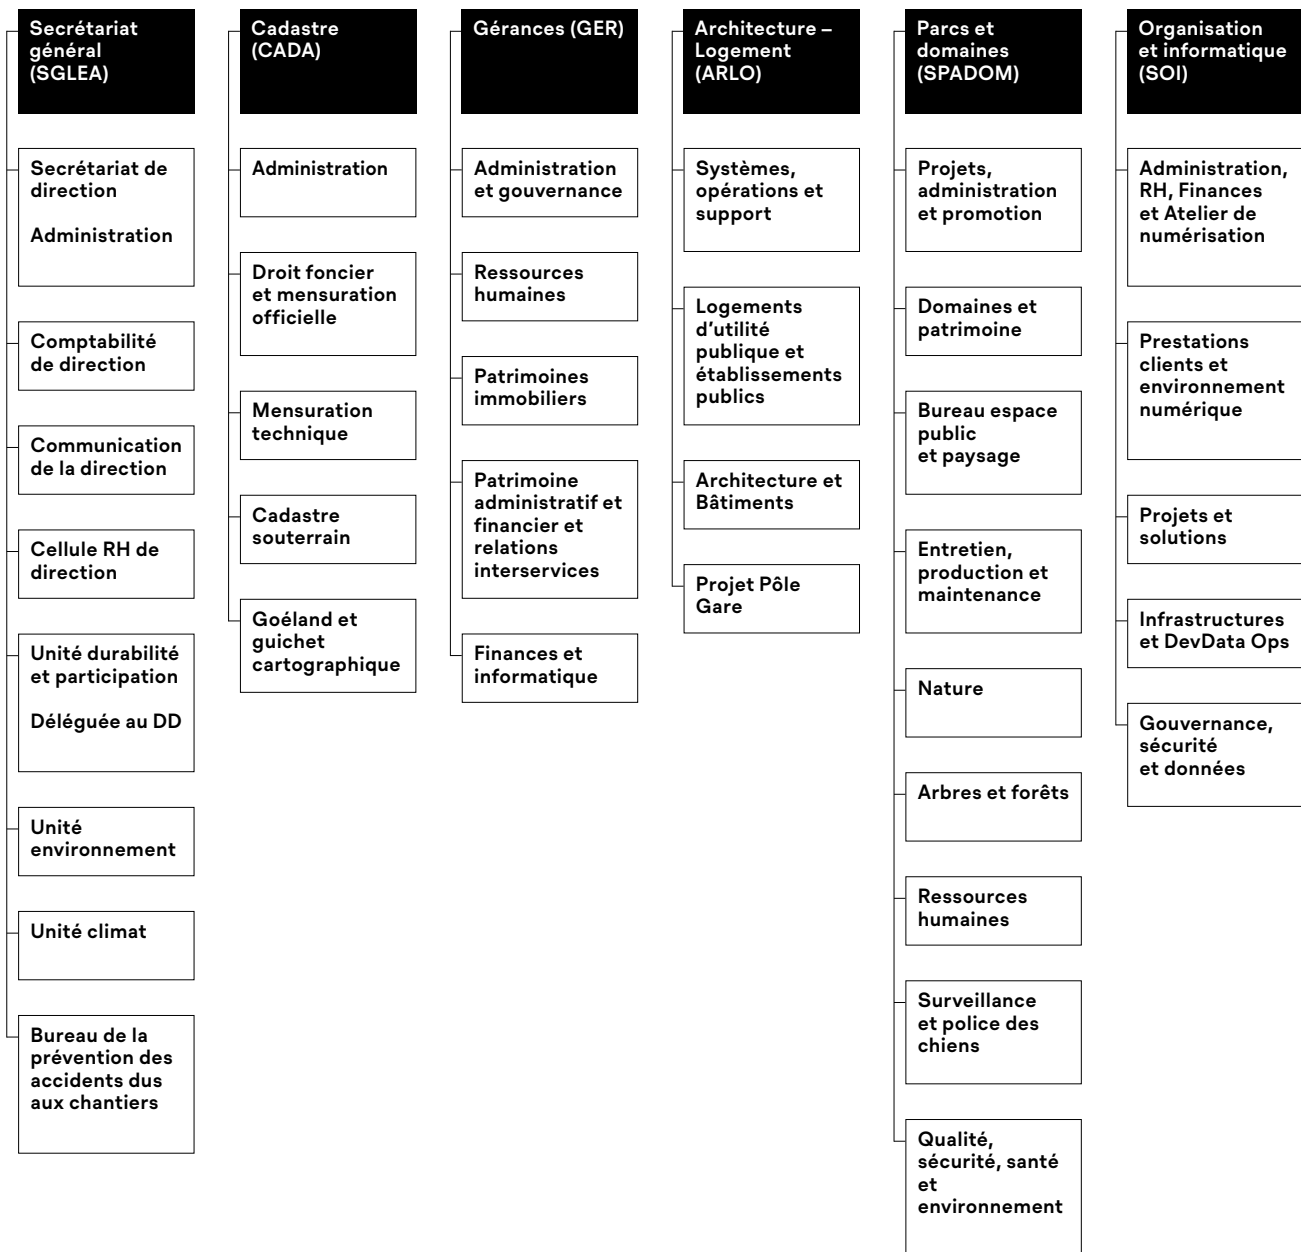 Secrétariat
général
(SGLEA)
Secrétariat de
direction
Administration
Comptabilité
de direction
Communication
de la direction
Cellule RH de
direction
Unité durabilité
et participation
Déléguée au DD
Unité
environnement
Unité climat
Bureau de la
prévention des
accidents dus
aux chantiers
Cadastre
(CADA)
Administration
Droit foncier
et mensuration
officielle
Mensuration
technique
Cadastre
souterrain
Goéland et
guichet
cartographique
Gérances (GER)
Administration
et gouvernance
Ressources
humaines
Patrimoines
immobiliers
Patrimoine
administratif et
financier et
relations
interservices
Finances et
informatique
Architecture –
Logement
(ARLO)
Systèmes,
opérations et
support
Logements
d’utilité
publique et
établissements
publics
Architecture et
Bâtiments
Projet Pôle
Gare
Parcs et
domaines
(SPADOM)
Projets,
administration
et promotion
Domaines et
patrimoine
Bureau espace
public
et paysage
Entretien,
production et
maintenance
Nature
Arbres et forêts
Ressources
humaines
Surveillance
et police des
chiens
Qualité,
sécurité, santé
et
environnement
Organisation
et informatique
(SOI)
Administration,
RH, Finances
et Atelier de
numérisation
Prestations
clients et
environnement
numérique
Projets et
solutions
Infrastructures
et DevData Ops
Gouvernance,
sécurité
et données